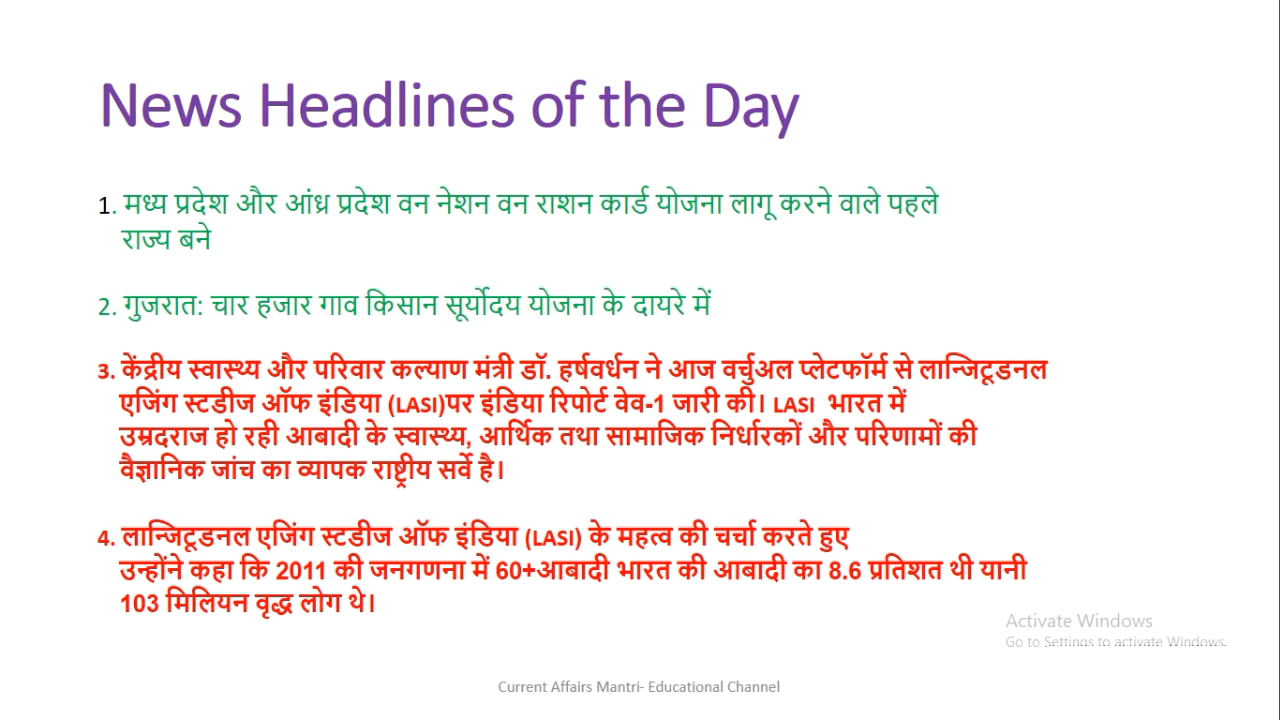 News Headlines of the Day
1. मध्य प्रदेश और आंध्र प्रदेश वन नेशन वन राशन कार्ड योजना लागू करने वाले पहले
राज्य बने
2. गुजरात: चार हजार गाव किसान सूर्योदय योजना के दायरे में
3. केंद्रीय स्वास्थ्य और परिवार कल्याण मंत्री डॉ. हर्षवर्धन ने आज वर्चुअल प्लेटफॉर्म से लान्जिटूडनल
एजिंग स्टडीज ऑफ इंडिया (LASI)पर इंडिया रिपोर्ट वेव-1 जारी की। LASI भारत में
उम्रदराज हो रही आबादी के स्वास्थ्य, आर्थिक तथा सामाजिक निर्धारकों और परिणामों की
वैज्ञानिक जांच का व्यापक राष्ट्रीय सर्वे है।
4. लान्जिटूडनल एजिंग स्टडीज ऑफ इंडिया (LASI) के महत्व की चर्चा करते हुए
उन्होंने कहा कि 2011 की जनगणना में 60+आबादी भारत की आबादी का 8.6 प्रतिशत थी यानी
103 मिलियन वृद्ध लोग थे।
Activate Windows
Go to Settings to activate Windows.
Current Affairs Mantri- Educational Channel